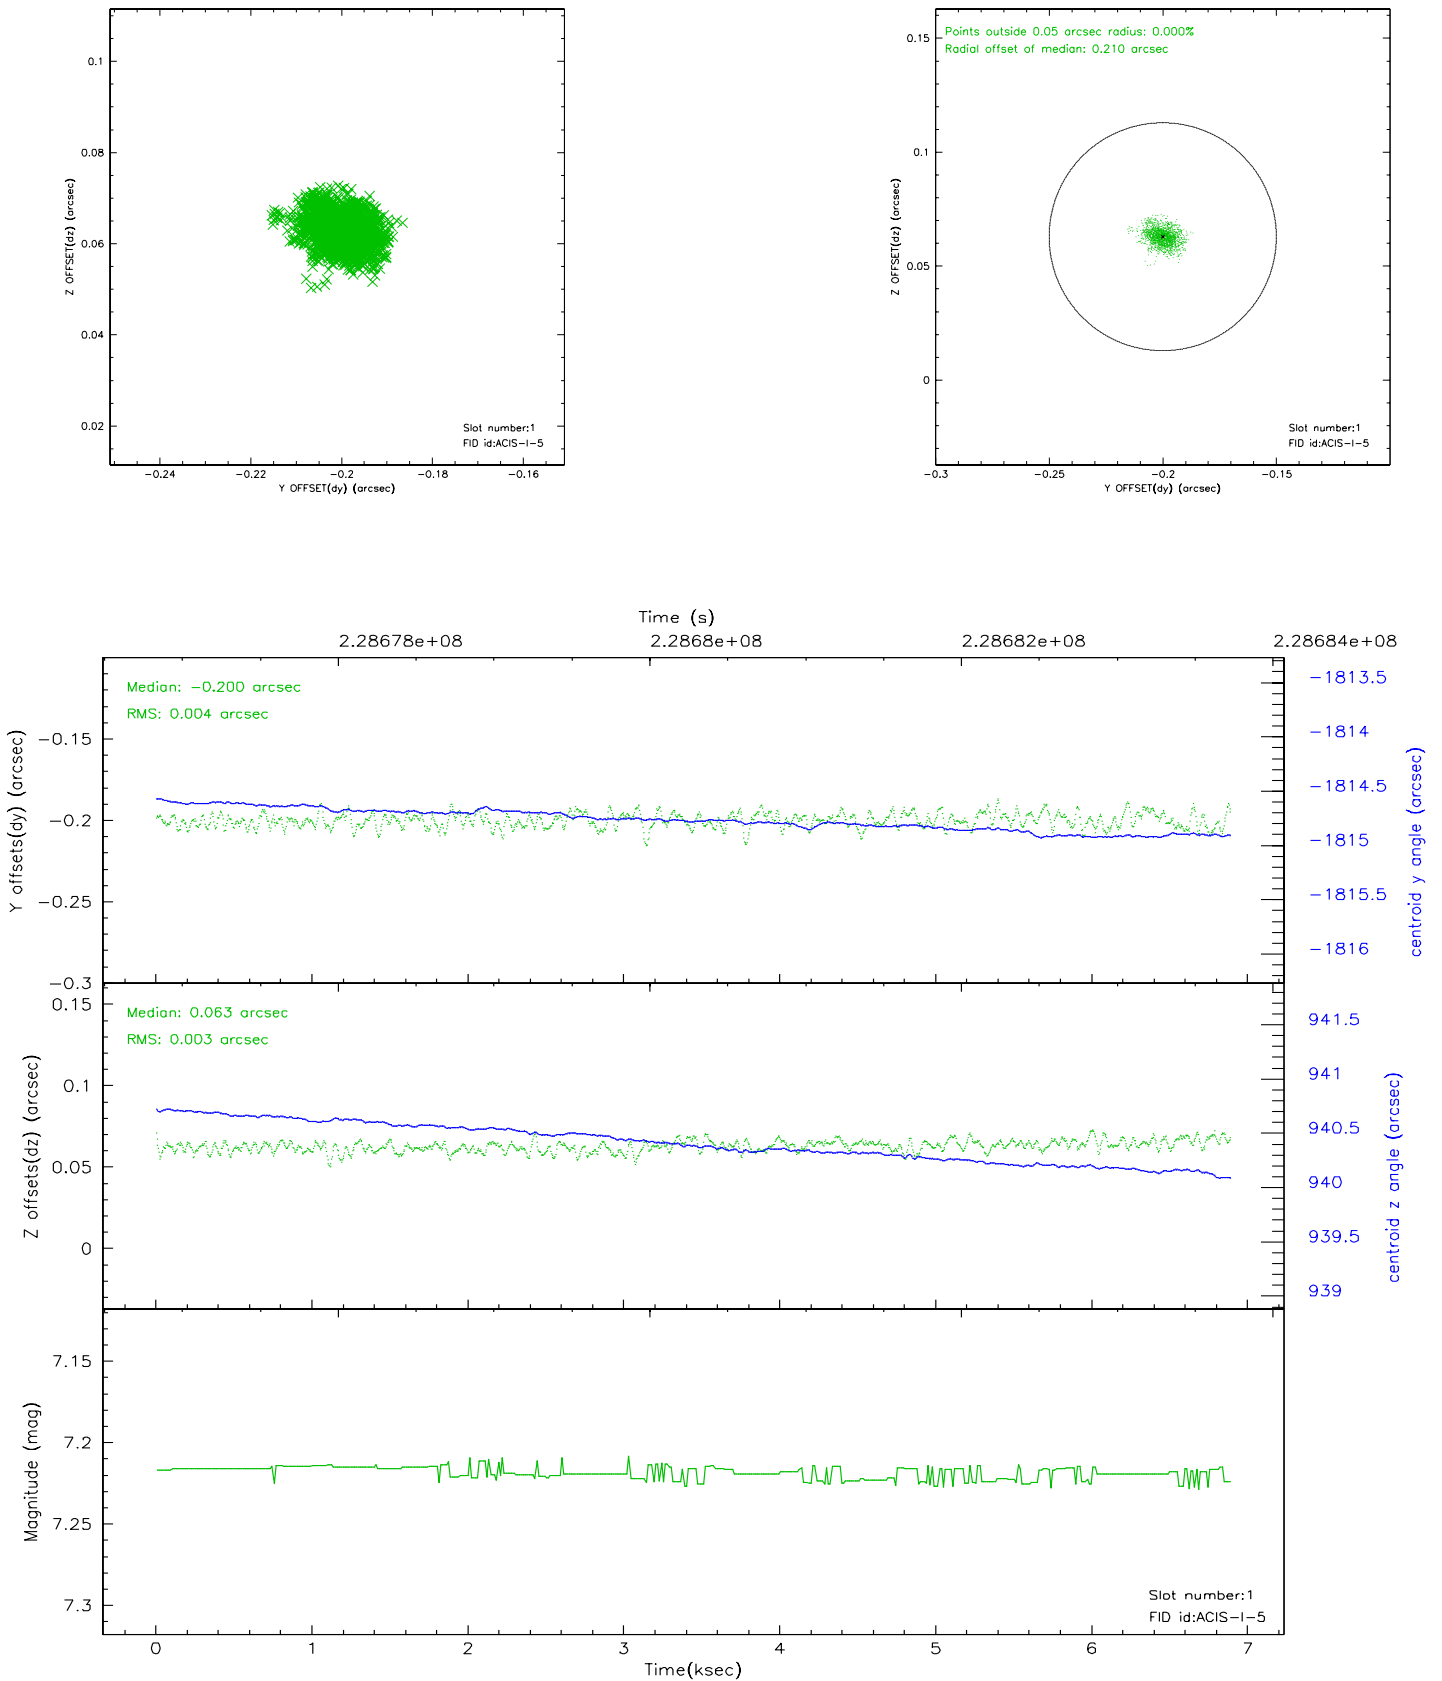 0.1
0.08
0.06
0.04
0.02
Z OFFSET(dz) (arcsec)
Slot number:1
FID id:ACIS-I-5
-0.24 -0.22 -0.2 -0.18 -0.16
Y OFFSET(dy) (arcsec)
Points outside 0.05 arcsec radius: 0.000%
Radial offset of median: 0.210 arcsec
0.15
0.1
0.05
0
Z OFFSET(dz) (arcsec)
Slot number:1
FID id:ACIS-I-5
-0.3 -0.25 -0.2 -0.15
Y OFFSET(dy) (arcsec)
Time (s)
2.28678e+08 2.2868e+08 2.28682e+08 2.28684e+08
Median: -0.200 arcsec
RMS: 0.004 arcsec
-0.15
-0.2
-0.25
-0.3
Y offsets(dy) (arcsec)
-1813.5
-1814
-1814.5
-1815
-1815.5
-1816
centroid y angle (arcsec)
Median: 0.063 arcsec
RMS: 0.003 arcsec
0.15
0.1
0.05
0
Z offsets(dz) (arcsec)
941.5
941
940.5
940
939.5
939
centroid z angle (arcsec)
7.15
7.2
7.25
7.3
Magnitude (mag)
Slot number:1
FID id:ACIS-I-5
0 1 2 3 4 5 6 7
Time(ksec)